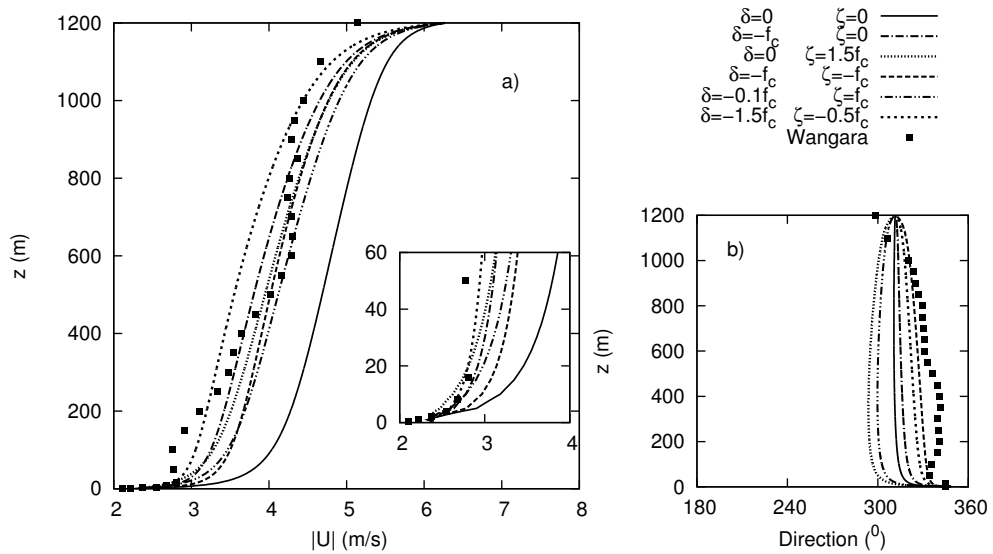 a)
1200
1000
800
600
400
200
0
z (m)
2 3 4 5 6 7 8
|U| (m/s)
60
40
20
0
2 3 4
δ=0 ζ=0
δ=-f_c ζ=0
δ=0 ζ=1.5f_c
δ=-f_c ζ=-f_c
δ=-0.1f_c ζ=f_c
δ=-1.5f_c ζ=-0.5f_c
Wangara
b)
1200
1000
800
600
400
200
0
z (m)
180 240 300 360
Direction (⁰)